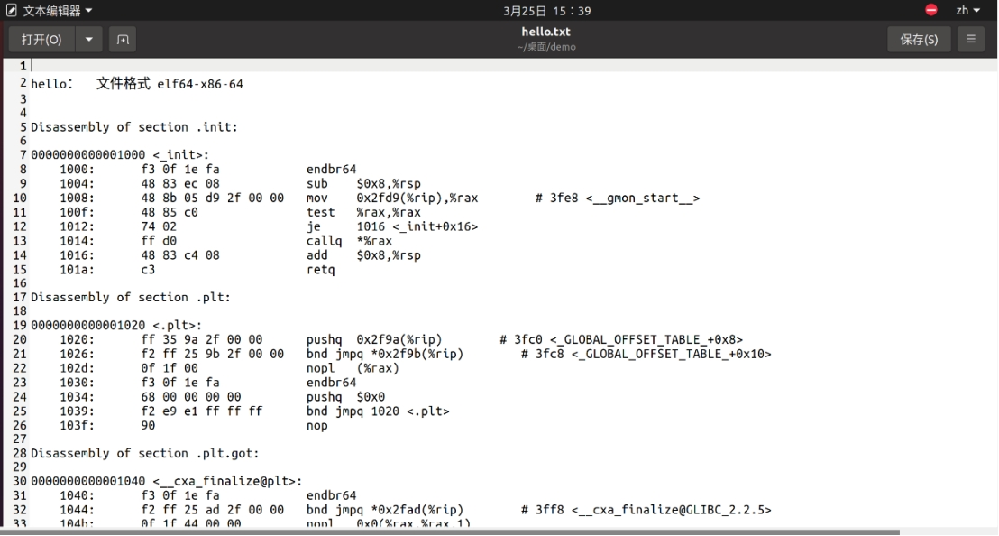 文本编辑器
3月25日 15：39
zh
打开(O)
hello.txt
~/桌面/demo
保存(S)
1
2 hello：   文件格式 elf64-x86-64
3
4
5 Disassembly of section .init:
6
7 0000000000001000 <_init>:
8     1000:       f3 0f 1e fa             endbr64
9     1004:       48 83 ec 08             sub    $0x8,%rsp
10     1008:       48 8b 05 d9 2f 00 00    mov    0x2fd9(%rip),%rax        # 3fe8 <__gmon_start__>
11     100f:       48 85 c0                test   %rax,%rax
12     1012:       74 02                   je     1016 <_init+0x16>
13     1014:       ff d0                   callq  *%rax
14     1016:       48 83 c4 08             add    $0x8,%rsp
15     101a:       c3                      retq
16
17 Disassembly of section .plt:
18
19 0000000000001020 <.plt>:
20     1020:       ff 35 9a 2f 00 00       pushq  0x2f9a(%rip)        # 3fc0 <_GLOBAL_OFFSET_TABLE_+0x8>
21     1026:       f2 ff 25 9b 2f 00 00    bnd jmpq *0x2f9b(%rip)        # 3fc8 <_GLOBAL_OFFSET_TABLE_+0x10>
22     102d:       0f 1f 00                nopl   (%rax)
23     1030:       f3 0f 1e fa             endbr64
24     1034:       68 00 00 00 00          pushq  $0x0
25     1039:       f2 e9 e1 ff ff ff       bnd jmpq 1020 <.plt>
26     103f:       90                      nop
27
28 Disassembly of section .plt.got:
29
30 0000000000001040 <__cxa_finalize@plt>:
31     1040:       f3 0f 1e fa             endbr64
32     1044:       f2 ff 25 ad 2f 00 00    bnd jmpq *0x2fad(%rip)        # 3ff8 <__cxa_finalize@GLIBC_2.2.5>
33     104b:       0f 1f 44 00 00          nopl   0x0(%rax,%rax,1)